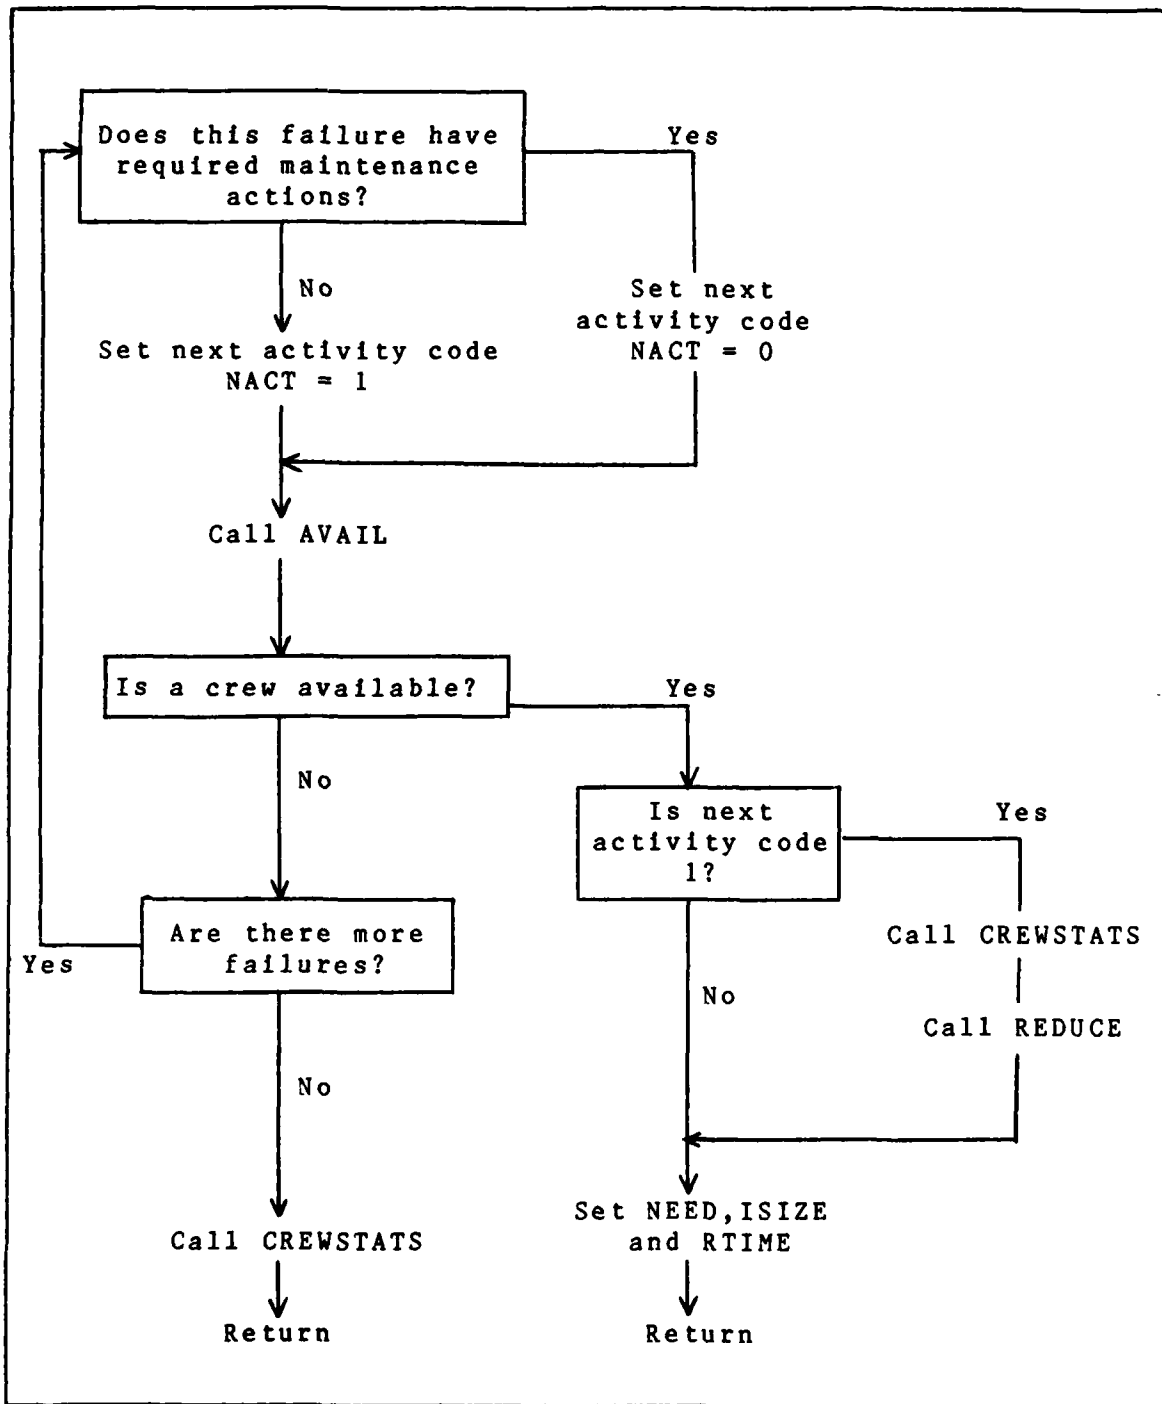 Does this failure have
required maintenance
actions?
Yes
No
Set next
activity code
NACT = 0
Set next activity code
NACT = 1
Call AVAIL
Is a crew available?
Yes
No
Is next
activity code
1?
Yes
Are there more
failures?
Yes
Call CREWSTATS
No
Call REDUCE
No
Set NEED,ISIZE
and RTIME
Call CREWSTATS
Return
Return